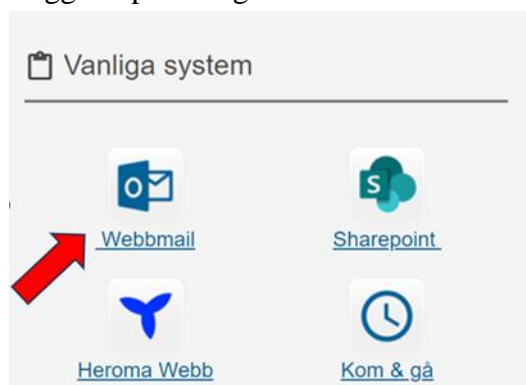 Vanliga system
Webbmail
Sharepoint
Heroma Webb
Kom & gå